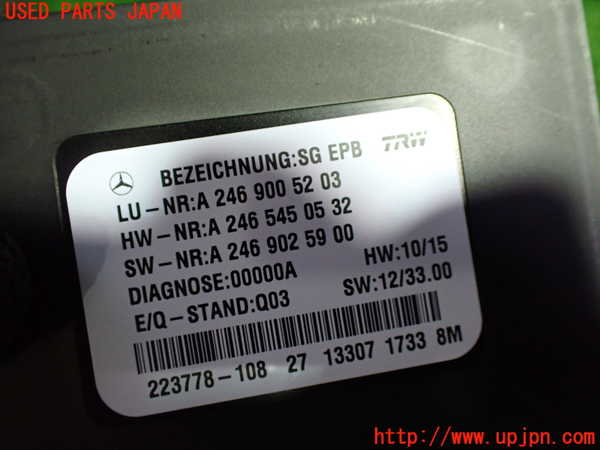 USED PARTS JAPAN
BEZEICHNUNG:SG EPB TRW
LU-NR:A 246 900 52 03
HW-NR:A 246 545 05 32
SW-NR:A 246 902 59 00
DIAGNOSE:00000A HW:10/15
E/Q-STAND:Q03 SW:12/33.00
223778-108 27 13307 1733 8M
http://www.upjpn.com/